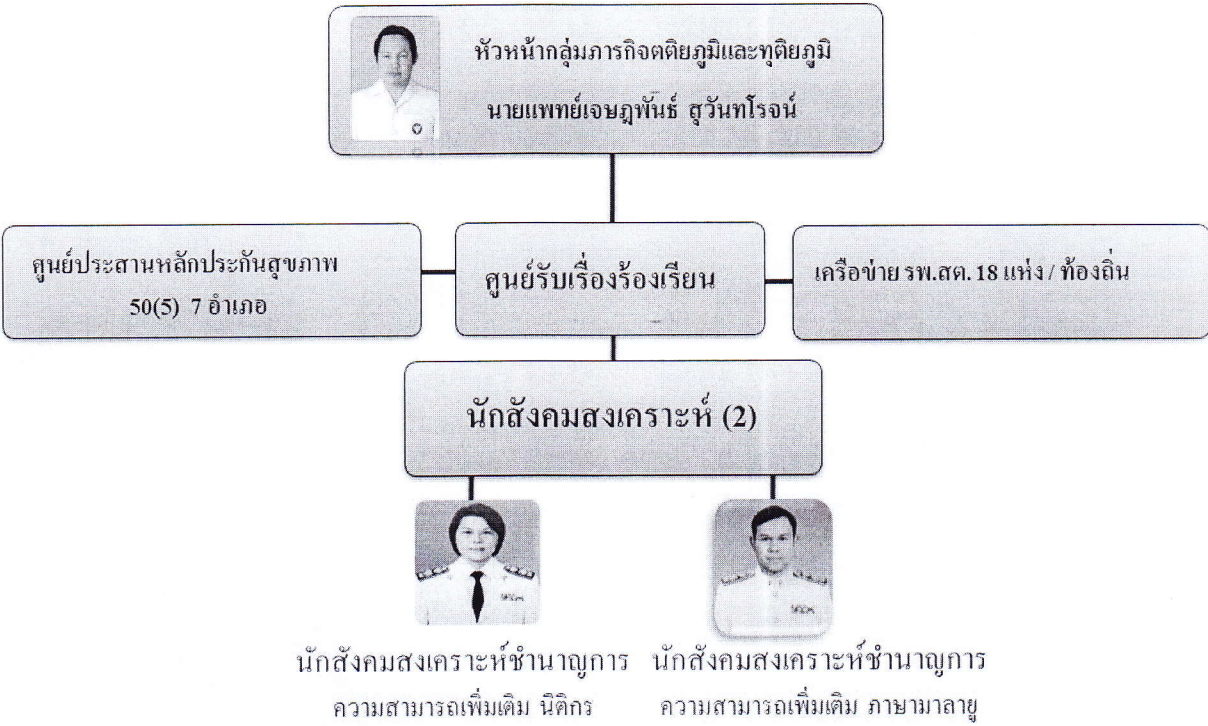 หัวหน้ากลุ่มภารกิจตติยภูมิและทุติยภูมิ
นายแพทย์เจษฎพันธ์ สุวันทโรจน์
ศูนย์ประสานหลักประกันสุขภาพ
50(5) 7 อำเภอ
ศูนย์รับเรื่องร้องเรียน
เครือข่าย รพ.สต. 18 แห่ง / ท้องถิ่น
นักสังคมสงเคราะห์ (2)
นักสังคมสงเคราะห์ชำนาญการ นักสังคมสงเคราะห์ชำนาญการ
ความสามารถเพิ่มเติม นิติกร ความสามารถเพิ่มเติม ภาษามาลายู